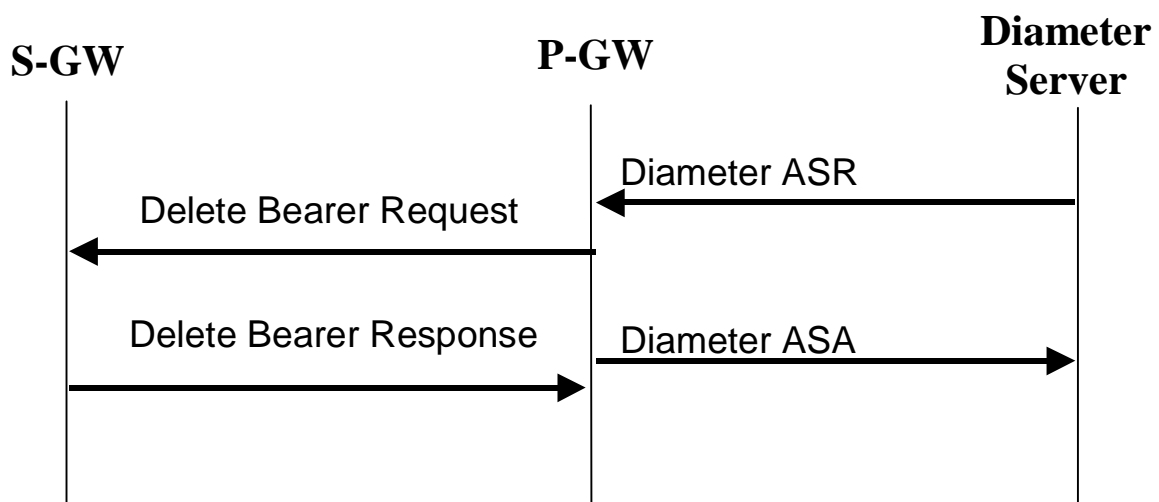 S-GW
P-GW
Diameter
Server
Diameter ASR
Delete Bearer Request
Delete Bearer Response
Diameter ASA